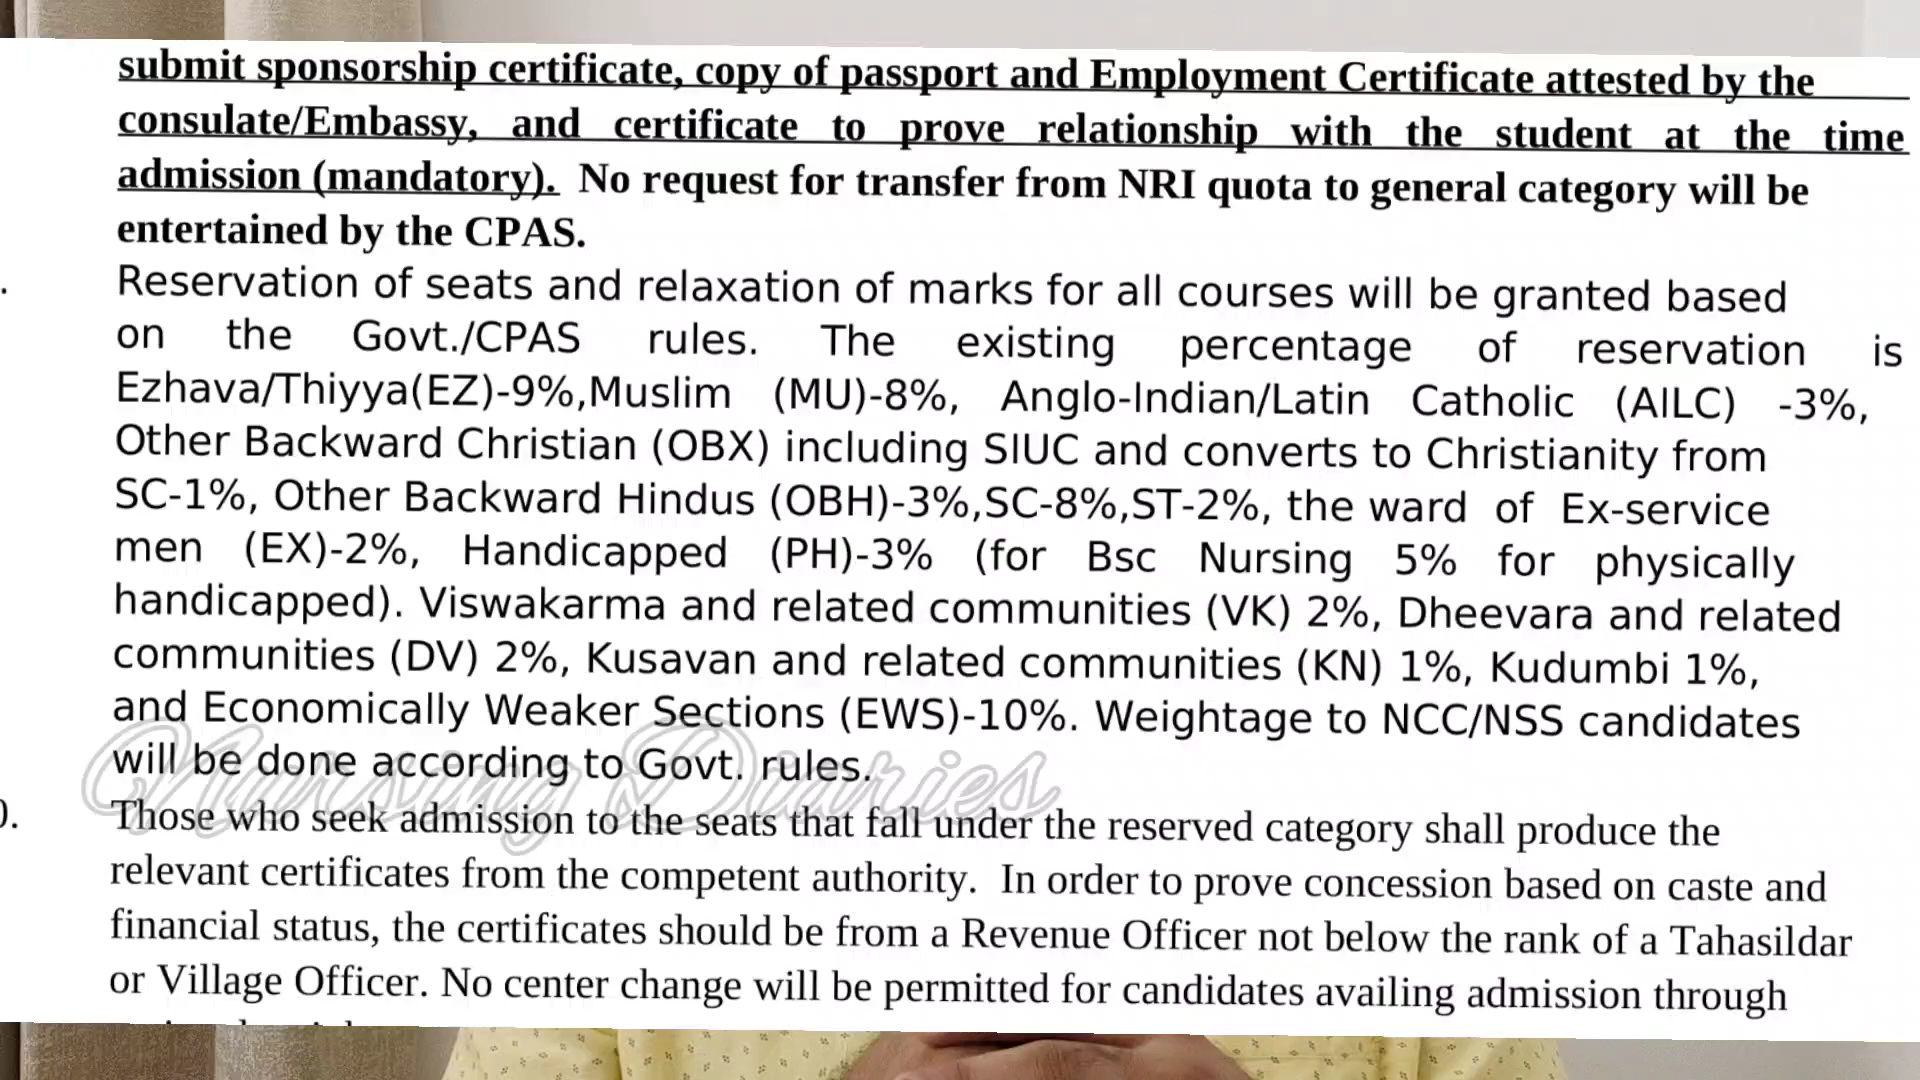 submit sponsorship certificate, copy of passport and Employment Certificate attested by the
consulate/Embassy, and certificate to prove relationship with the student at the time
admission (mandatory). No request for transfer from NRI quota to general category will be
entertained by the CPAS.
. Reservation of seats and relaxation of marks for all courses will be granted based
on the Govt./CPAS rules. The existing percentage of reservation is
Ezhava/Thiyya(EZ)-9%,Muslim (MU)-8%, Anglo-Indian/Latin Catholic (AILC) -3%,
Other Backward Christian (OBX) including SIUC and converts to Christianity from
SC-1%, Other Backward Hindus (OBH)-3%,SC-8%,ST-2%, the ward of Ex-service
men (EX)-2%, Handicapped (PH)-3% (for Bsc Nursing 5% for physically
handicapped). Viswakarma and related communities (VK) 2%, Dheevara and related
communities (DV) 2%, Kusavan and related communities (KN) 1%, Kudumbi 1%,
and Economically Weaker Sections (EWS)-10%. Weightage to NCC/NSS candidates
will be done according to Govt. rules.
Nursing Diaries
0. Those who seek admission to the seats that fall under the reserved category shall produce the
relevant certificates from the competent authority. In order to prove concession based on caste and
financial status, the certificates should be from a Revenue Officer not below the rank of a Tahasildar
or Village Officer. No center change will be permitted for candidates availing admission through